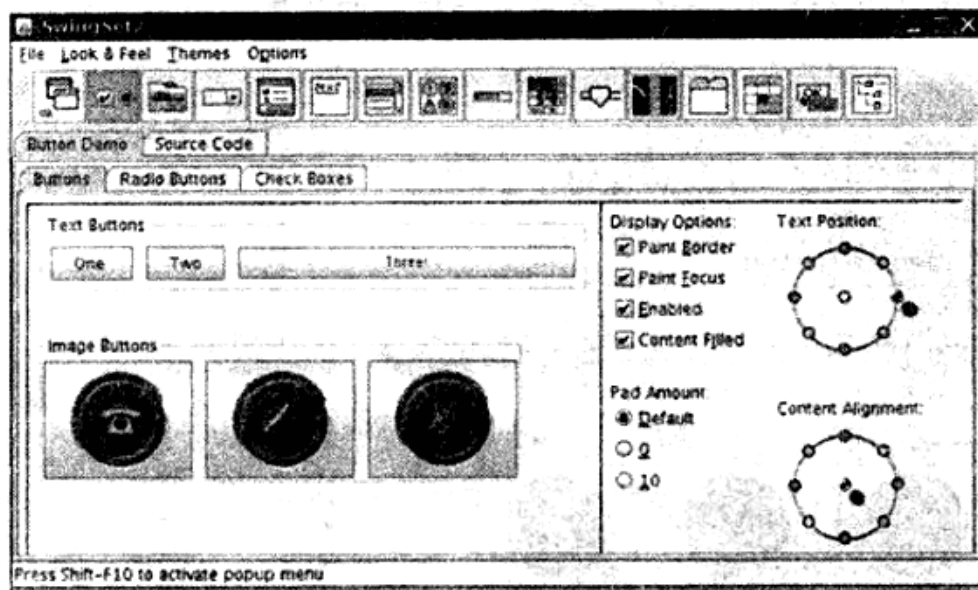 SwingSet2
File Look & Feel Themes Options
Button Demo Source Code
Buttons Radio Buttons Check Boxes
Text Buttons
One Two Three!
Image Buttons
Display Options:
Paint Border
Paint Focus
Enabled
Content Filled
Pad Amount:
Default
0
10
Text Position:
Content Alignment:
Press Shift-F10 to activate popup menu